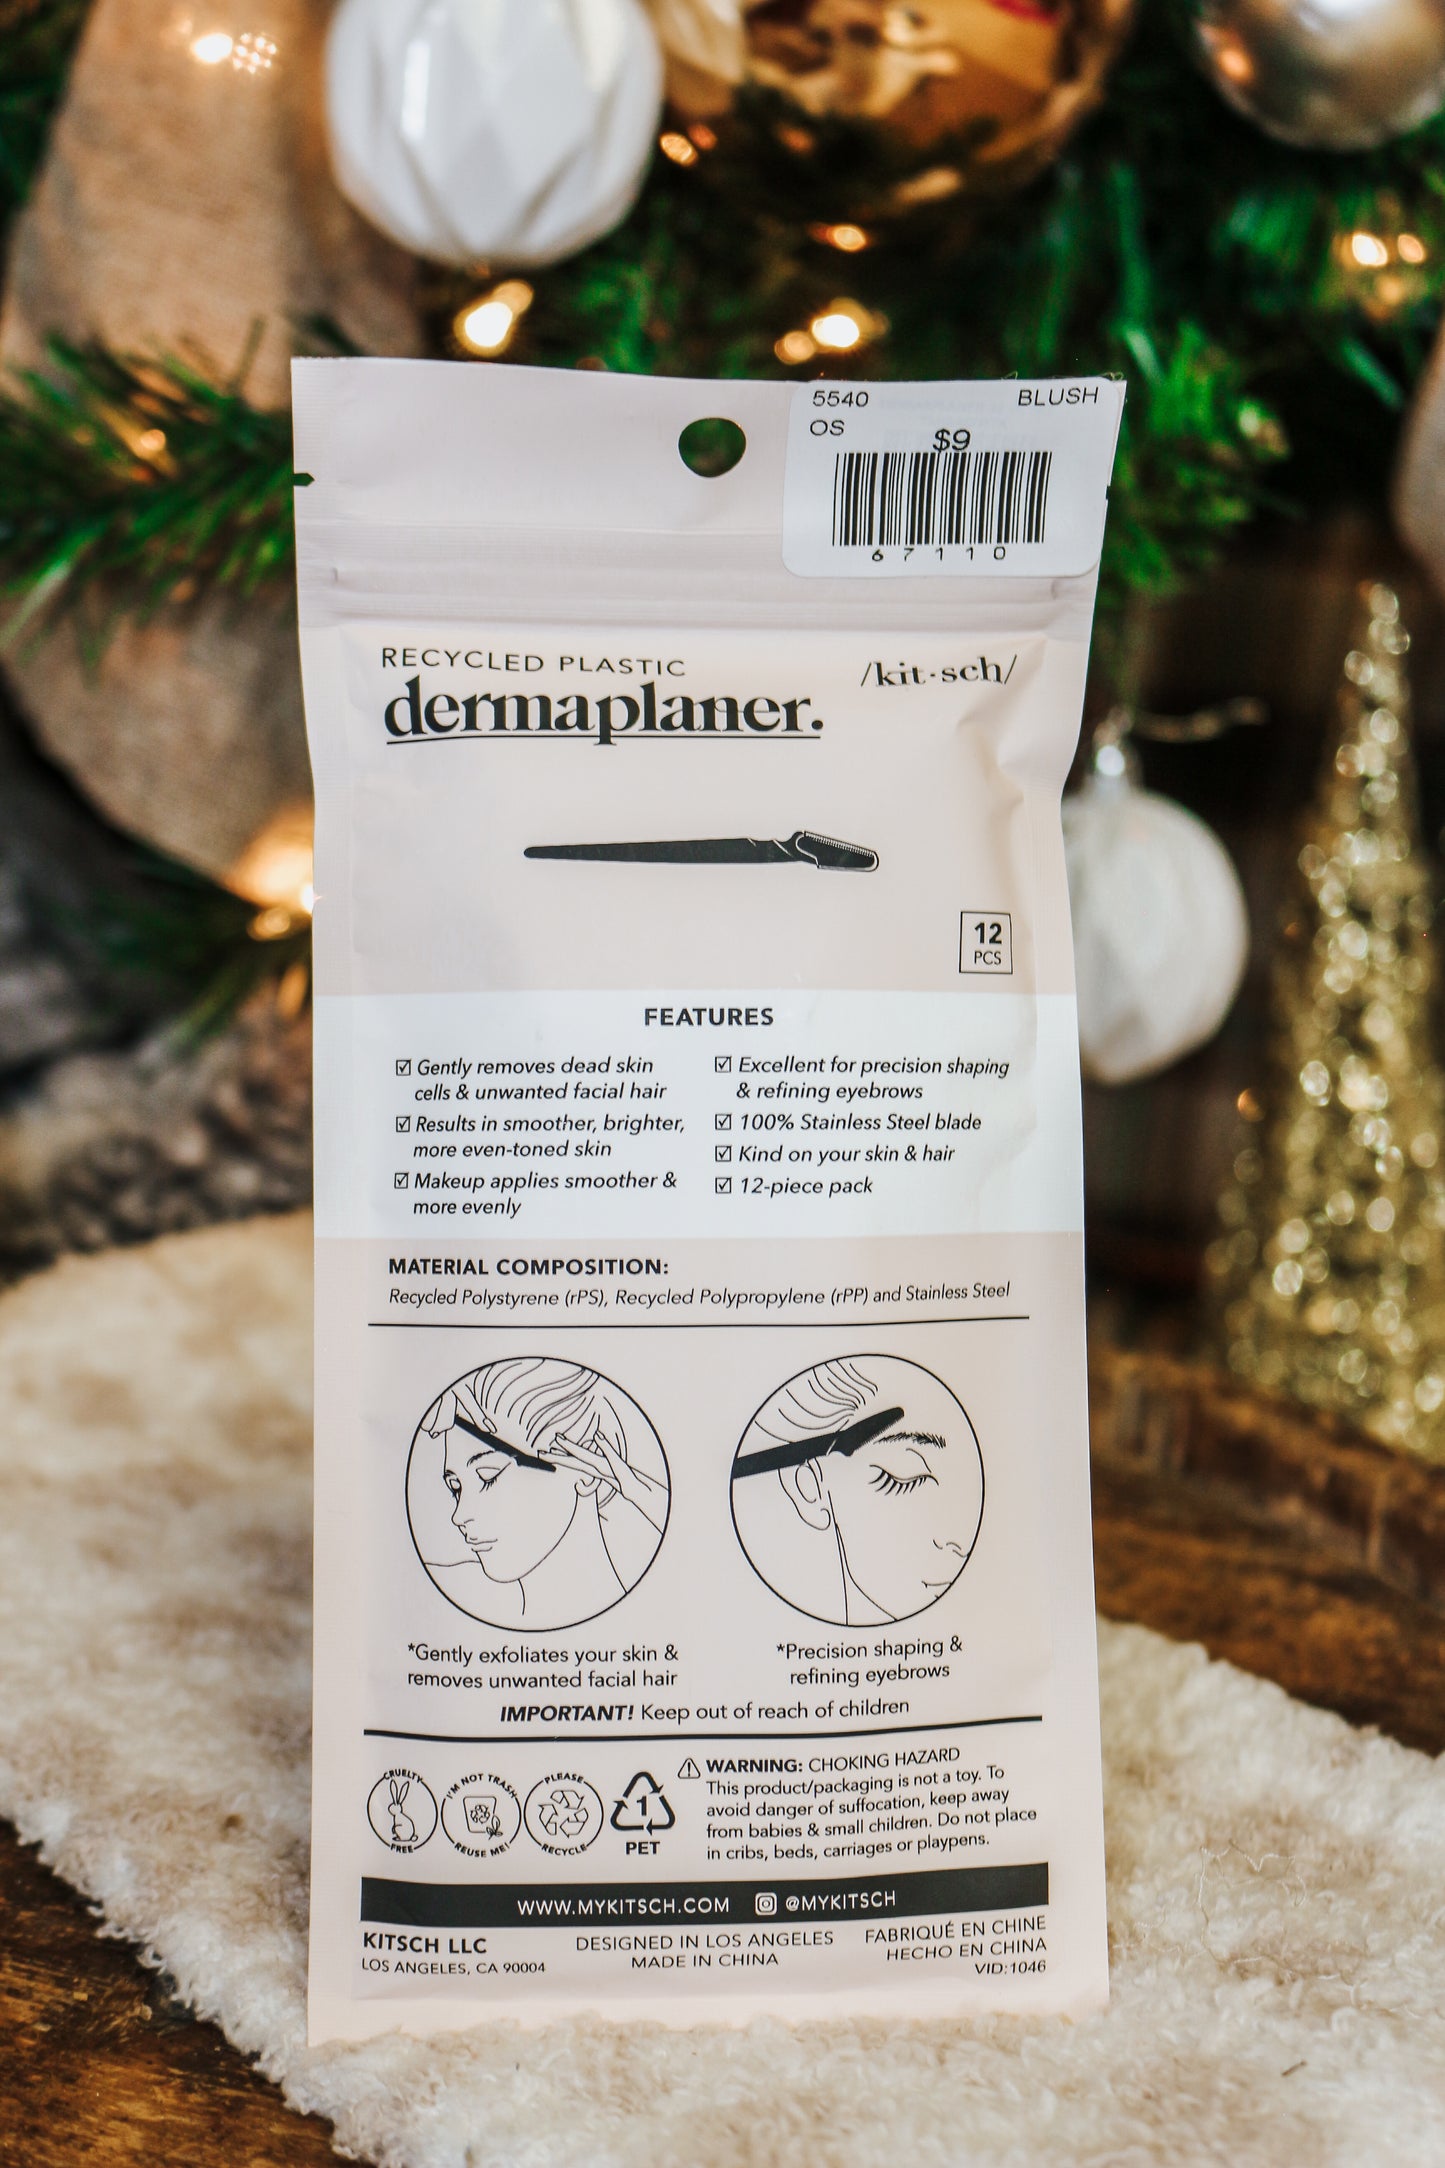 5540 BLUSH
OS
$9
67110
RECYCLED PLASTIC
dermaplaner.
/kit·sch/
12
PCS
FEATURES
☑ Gently removes dead skin
cells & unwanted facial hair
☑ Results in smoother, brighter,
more even-toned skin
☑ Makeup applies smoother &
more evenly
☑ Excellent for precision shaping
& refining eyebrows
☑ 100% Stainless Steel blade
☑ Kind on your skin & hair
☑ 12-piece pack
MATERIAL COMPOSITION:
Recycled Polystyrene (rPS), Recycled Polypropylene (rPP) and Stainless Steel
*Gently exfoliates your skin &
removes unwanted facial hair
*Precision shaping &
refining eyebrows
IMPORTANT! Keep out of reach of children
CRUELTY
FREE
I'M NOT TRASH
REUSE ME!
PLEASE
RECYCLE
1
PET
WARNING: CHOKING HAZARD
This product/packaging is not a toy. To
avoid danger of suffocation, keep away
from babies & small children. Do not place
in cribs, beds, carriages or playpens.
WWW.MYKITSCH.COM @MYKITSCH
KITSCH LLC
LOS ANGELES, CA 90004
DESIGNED IN LOS ANGELES
MADE IN CHINA
FABRIQUÉ EN CHINE
HECHO EN CHINA
VID:1046